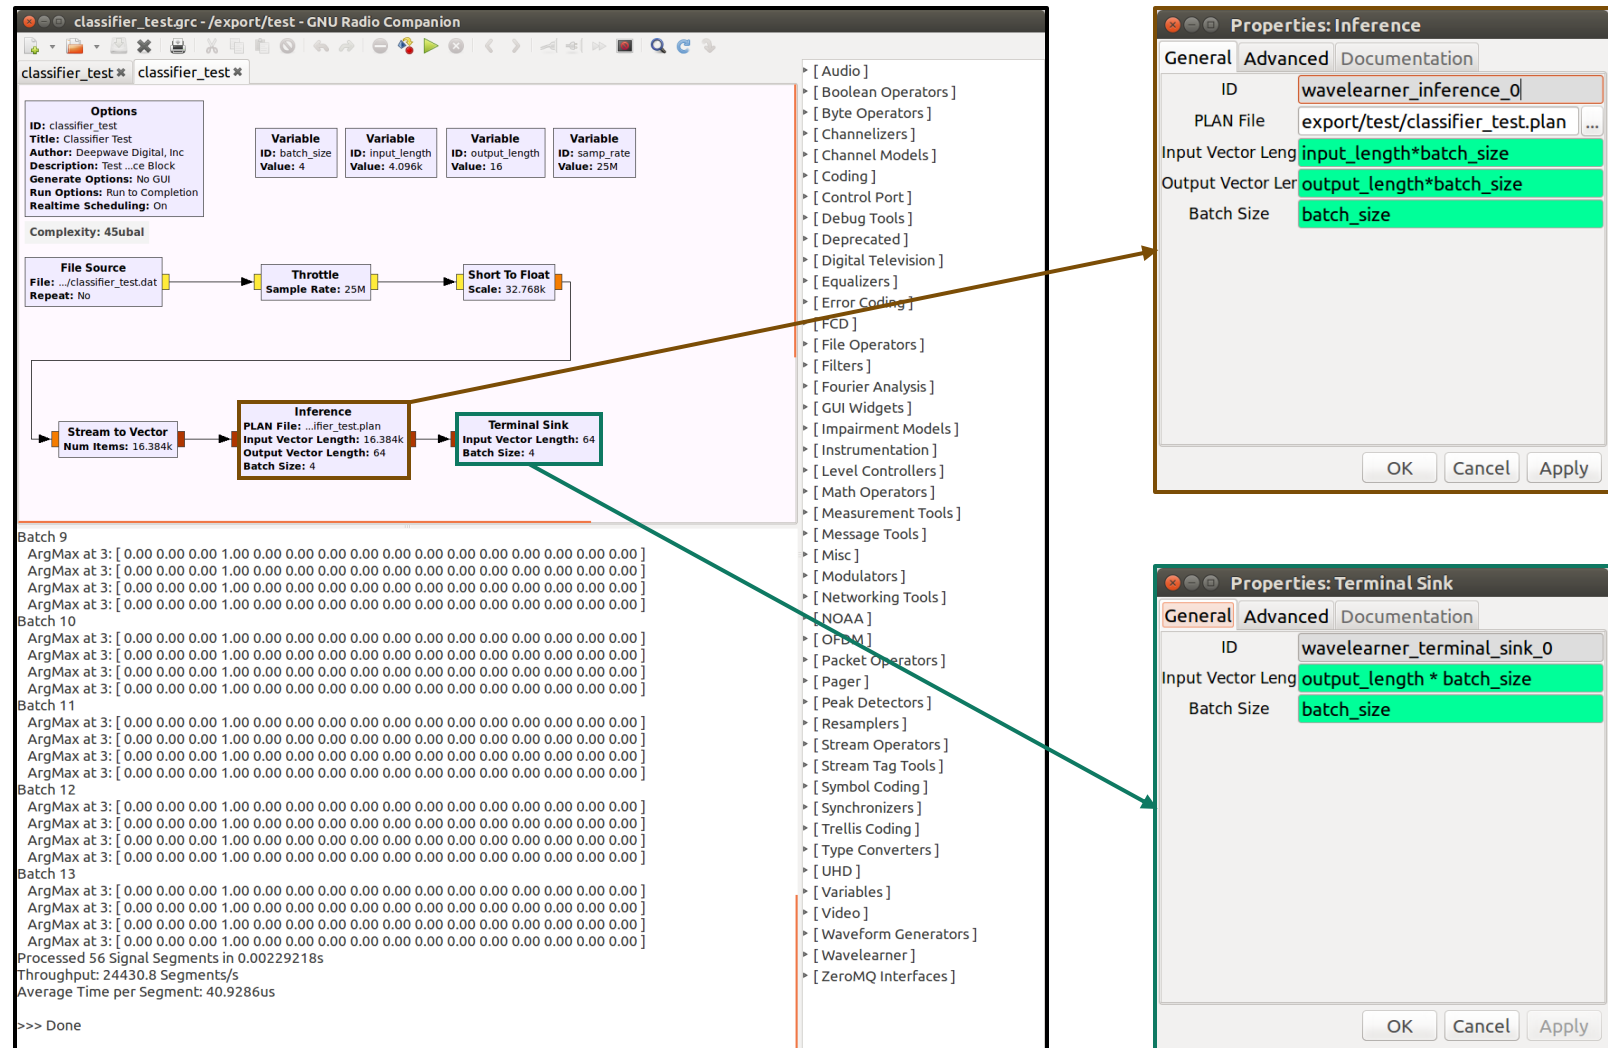 classifier_test.grc - /export/test - GNU Radio Companion
classifier_test
classifier_test
Options
ID: classifier_test
Title: Classifier Test
Author: Deepwave Digital, Inc
Description: Test ...ce Block
Generate Options: No GUI
Run Options: Run to Completion
Realtime Scheduling: On
Variable
ID: batch_size
Value: 4
Variable
ID: input_length
Value: 4.096k
Variable
ID: output_length
Value: 16
Variable
ID: samp_rate
Value: 25M
Complexity: 45ubal
File Source
File: .../classifier_test.dat
Repeat: No
Throttle
Sample Rate: 25M
Short To Float
Scale: 32.768k
Stream to Vector
Num Items: 16.384k
Inference
PLAN File: ...ifier_test.plan
Input Vector Length: 16.384k
Output Vector Length: 64
Batch Size: 4
Terminal Sink
Input Vector Length: 64
Batch Size: 4
Batch 9
ArgMax at 3: [ 0.00 0.00 0.00 1.00 0.00 0.00 0.00 0.00 0.00 0.00 0.00 0.00 0.00 0.00 0.00 0.00 ]
ArgMax at 3: [ 0.00 0.00 0.00 1.00 0.00 0.00 0.00 0.00 0.00 0.00 0.00 0.00 0.00 0.00 0.00 0.00 ]
ArgMax at 3: [ 0.00 0.00 0.00 1.00 0.00 0.00 0.00 0.00 0.00 0.00 0.00 0.00 0.00 0.00 0.00 0.00 ]
ArgMax at 3: [ 0.00 0.00 0.00 1.00 0.00 0.00 0.00 0.00 0.00 0.00 0.00 0.00 0.00 0.00 0.00 0.00 ]
Batch 10
ArgMax at 3: [ 0.00 0.00 0.00 1.00 0.00 0.00 0.00 0.00 0.00 0.00 0.00 0.00 0.00 0.00 0.00 0.00 ]
ArgMax at 3: [ 0.00 0.00 0.00 1.00 0.00 0.00 0.00 0.00 0.00 0.00 0.00 0.00 0.00 0.00 0.00 0.00 ]
ArgMax at 3: [ 0.00 0.00 0.00 1.00 0.00 0.00 0.00 0.00 0.00 0.00 0.00 0.00 0.00 0.00 0.00 0.00 ]
ArgMax at 3: [ 0.00 0.00 0.00 1.00 0.00 0.00 0.00 0.00 0.00 0.00 0.00 0.00 0.00 0.00 0.00 0.00 ]
Batch 11
ArgMax at 3: [ 0.00 0.00 0.00 1.00 0.00 0.00 0.00 0.00 0.00 0.00 0.00 0.00 0.00 0.00 0.00 0.00 ]
ArgMax at 3: [ 0.00 0.00 0.00 1.00 0.00 0.00 0.00 0.00 0.00 0.00 0.00 0.00 0.00 0.00 0.00 0.00 ]
ArgMax at 3: [ 0.00 0.00 0.00 1.00 0.00 0.00 0.00 0.00 0.00 0.00 0.00 0.00 0.00 0.00 0.00 0.00 ]
ArgMax at 3: [ 0.00 0.00 0.00 1.00 0.00 0.00 0.00 0.00 0.00 0.00 0.00 0.00 0.00 0.00 0.00 0.00 ]
Batch 12
ArgMax at 3: [ 0.00 0.00 0.00 1.00 0.00 0.00 0.00 0.00 0.00 0.00 0.00 0.00 0.00 0.00 0.00 0.00 ]
ArgMax at 3: [ 0.00 0.00 0.00 1.00 0.00 0.00 0.00 0.00 0.00 0.00 0.00 0.00 0.00 0.00 0.00 0.00 ]
ArgMax at 3: [ 0.00 0.00 0.00 1.00 0.00 0.00 0.00 0.00 0.00 0.00 0.00 0.00 0.00 0.00 0.00 0.00 ]
ArgMax at 3: [ 0.00 0.00 0.00 1.00 0.00 0.00 0.00 0.00 0.00 0.00 0.00 0.00 0.00 0.00 0.00 0.00 ]
Batch 13
ArgMax at 3: [ 0.00 0.00 0.00 1.00 0.00 0.00 0.00 0.00 0.00 0.00 0.00 0.00 0.00 0.00 0.00 0.00 ]
ArgMax at 3: [ 0.00 0.00 0.00 1.00 0.00 0.00 0.00 0.00 0.00 0.00 0.00 0.00 0.00 0.00 0.00 0.00 ]
ArgMax at 3: [ 0.00 0.00 0.00 1.00 0.00 0.00 0.00 0.00 0.00 0.00 0.00 0.00 0.00 0.00 0.00 0.00 ]
ArgMax at 3: [ 0.00 0.00 0.00 1.00 0.00 0.00 0.00 0.00 0.00 0.00 0.00 0.00 0.00 0.00 0.00 0.00 ]
Processed 56 Signal Segments in 0.00229218s
Throughput: 24430.8 Segments/s
Average Time per Segment: 40.9286us
>>> Done
[ Audio ]
[ Boolean Operators ]
[ Byte Operators ]
[ Channelizers ]
[ Channel Models ]
[ Coding ]
[ Control Port ]
[ Debug Tools ]
[ Deprecated ]
[ Digital Television ]
[ Equalizers ]
[ Error Coding ]
[ FCD ]
[ File Operators ]
[ Filters ]
[ Fourier Analysis ]
[ GUI Widgets ]
[ Impairment Models ]
[ Instrumentation ]
[ Level Controllers ]
[ Math Operators ]
[ Measurement Tools ]
[ Message Tools ]
[ Misc ]
[ Modulators ]
[ Networking Tools ]
[ NOAA ]
[ OFDM ]
[ Packet Operators ]
[ Pager ]
[ Peak Detectors ]
[ Resamplers ]
[ Stream Operators ]
[ Stream Tag Tools ]
[ Symbol Coding ]
[ Synchronizers ]
[ Trellis Coding ]
[ Type Converters ]
[ UHD ]
[ Variables ]
[ Video ]
[ Waveform Generators ]
[ Wavelearner ]
[ ZeroMQ Interfaces ]
Properties: Inference
General Advanced Documentation
ID wavelearner_inference_0
PLAN File export/test/classifier_test.plan ...
Input Vector Leng input_length*batch_size
Output Vector Ler output_length*batch_size
Batch Size batch_size
OK Cancel Apply
Properties: Terminal Sink
General Advanced Documentation
ID wavelearner_terminal_sink_0
Input Vector Leng output_length * batch_size
Batch Size batch_size
OK Cancel Apply